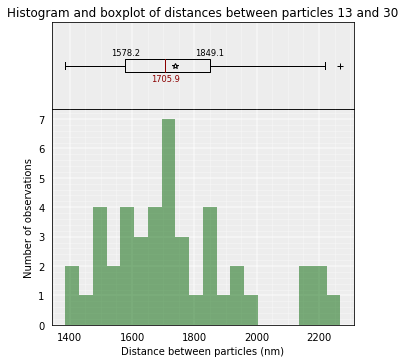 Histogram and boxplot of distances between particles 13 and 30
1578.2 1849.1
1705.9
7
6
5
4
3
2
1
0
Number of observations
1400 1600 1800 2000 2200
Distance between particles (nm)